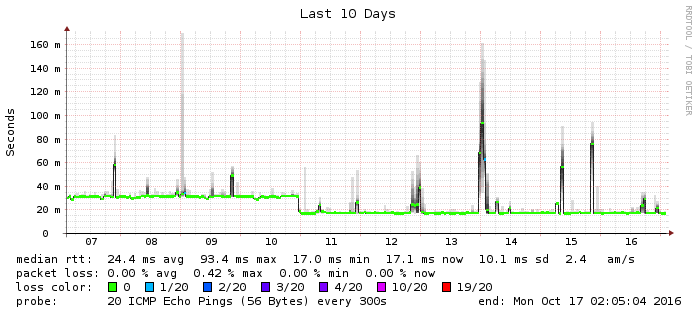 Last 10 Days
RRDTOOL / TOBI OETIKER
Seconds
160 m
140 m
120 m
100 m
80 m
60 m
40 m
20 m
0
07 08 09 10 11 12 13 14 15 16
median rtt: 24.4 ms avg 93.4 ms max 17.0 ms min 17.1 ms now 10.1 ms sd 2.4 am/s
packet loss: 0.00 % avg 0.42 % max 0.00 % min 0.00 % now
loss color: 0 1/20 2/20 3/20 4/20 10/20 19/20
probe: 20 ICMP Echo Pings (56 Bytes) every 300s end: Mon Oct 17 02:05:04 2016